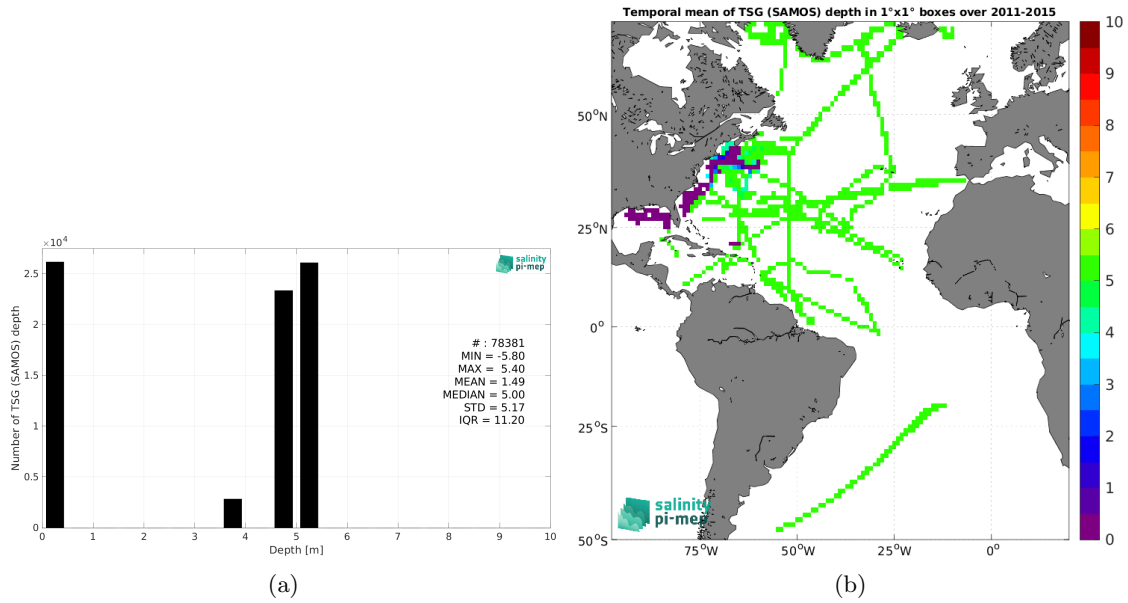 Temporal mean of TSG (SAMOS) depth in 1°x1° boxes over 2011-2015
×10⁴
2.5
2
1.5
1
0.5
0
Number of TSG (SAMOS) depth
salinity
pi-mep
# : 78381
MIN = -5.80
MAX = 5.40
MEAN = 1.49
MEDIAN = 5.00
STD = 5.17
IQR = 11.20
0 1 2 3 4 5 6 7 8 9 10
Depth [m]
(a)
50°N
25°N
0°
25°S
50°S
75°W 50°W 25°W 0°
salinity
pi-mep
10
9
8
7
6
5
4
3
2
1
0
(b)